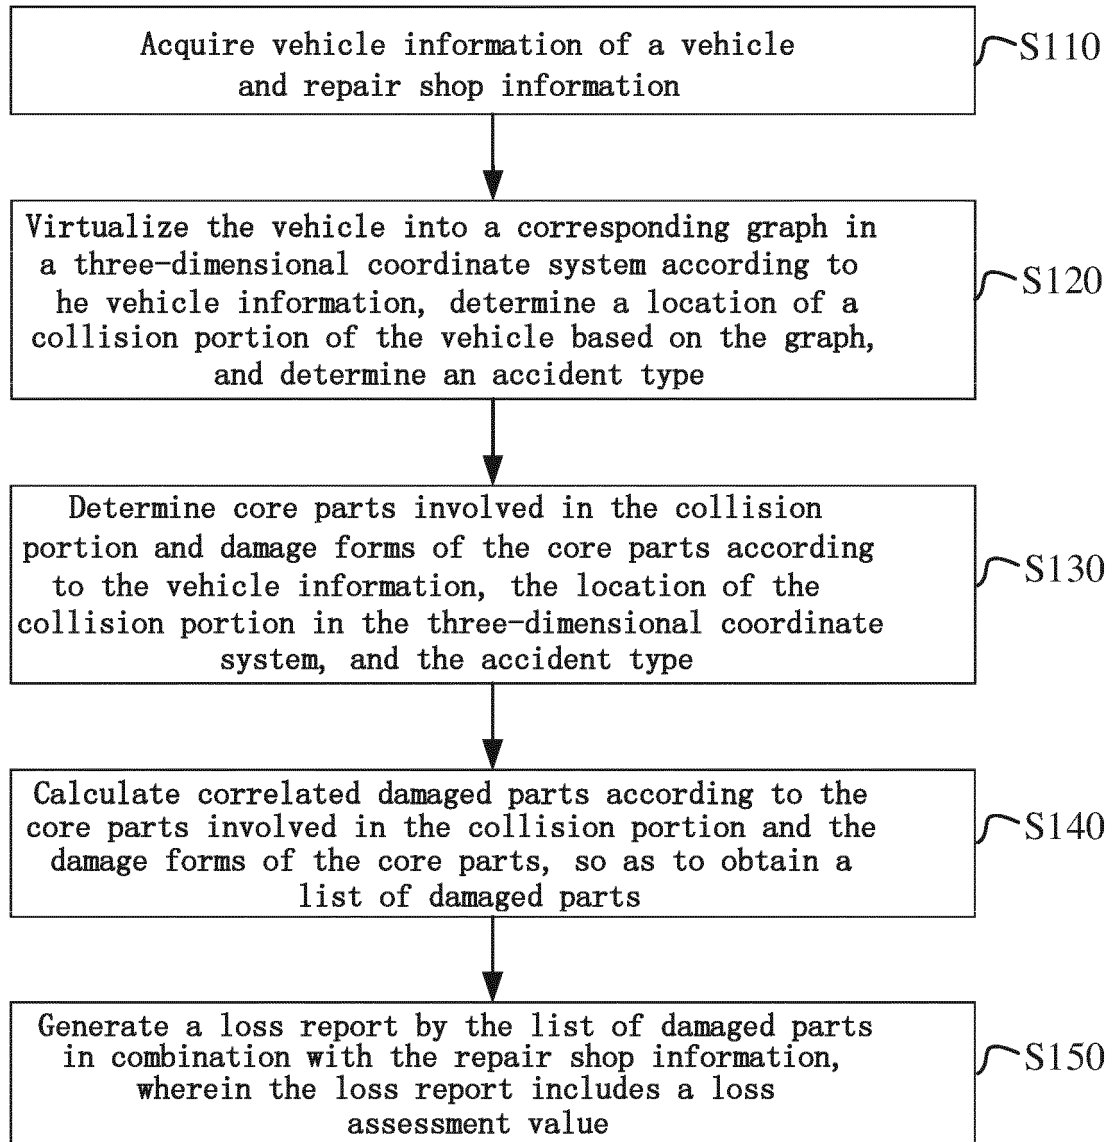 Acquire vehicle information of a vehicle
and repair shop information
S110
Virtualize the vehicle into a corresponding graph in
a three-dimensional coordinate system according to
he vehicle information, determine a location of a
collision portion of the vehicle based on the graph,
and determine an accident type
S120
Determine core parts involved in the collision
portion and damage forms of the core parts according
to the vehicle information, the location of the
collision portion in the three-dimensional coordinate
system, and the accident type
S130
Calculate correlated damaged parts according to the
core parts involved in the collision portion and the
damage forms of the core parts, so as to obtain a
list of damaged parts
S140
Generate a loss report by the list of damaged parts
in combination with the repair shop information,
wherein the loss report includes a loss
assessment value
S150